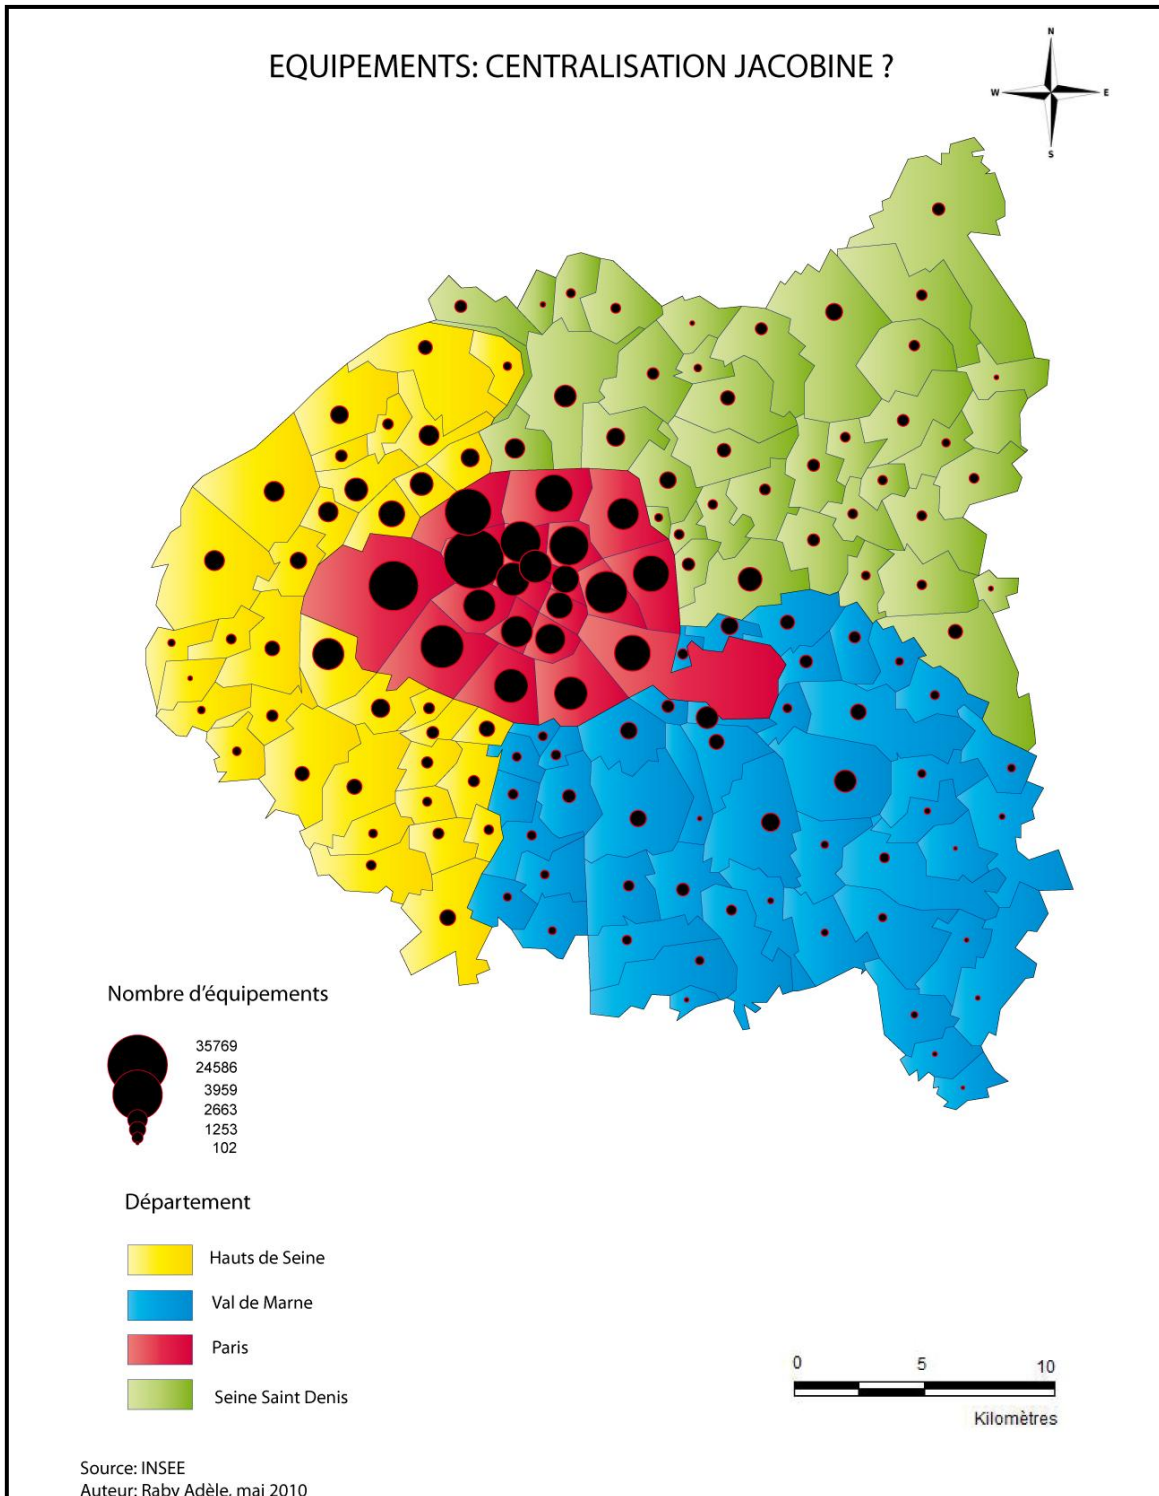 EQUIPEMENTS: CENTRALISATION JACOBINE ?
N
W E
S
Nombre d'équipements
35769
24586
3959
2663
1253
102
Département
Hauts de Seine
Val de Marne
Paris
Seine Saint Denis
0 5 10
Kilomètres
Source: INSEE
Auteur: Raby Adèle, mai 2010